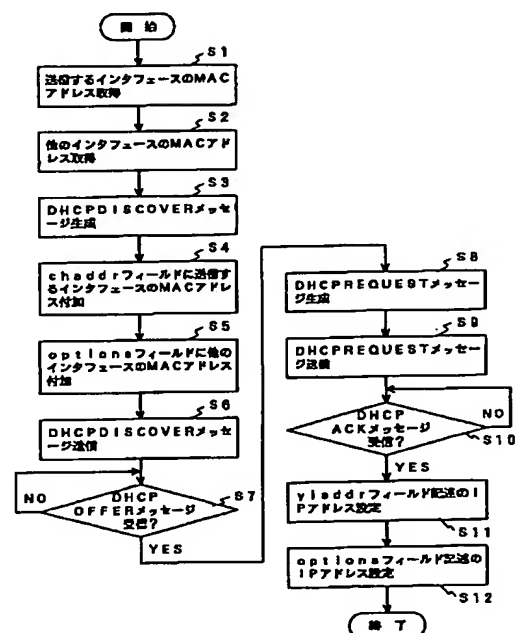 開 始
S1
送信するインタフェースのMAC
アドレス取得
S2
他のインタフェースのMACアド
レス取得
S3
DHCPDISCOVERメッセ
ージ生成
S4
chaddrフィールドに送信す
るインタフェースのMACアドレ
ス付加
S5
optionsフィールドに他の
インタフェースのMACアドレス
付加
S6
DHCPDISCOVERメッセ
ージ送信
S7
DHCP
OFFERメッセージ
受信?
NO
YES
S8
DHCPREQUESTメッセー
ジ生成
S9
DHCPREQUESTメッセー
ジ送信
DHCP
ACKメッセージ
受信?
NO
S10
YES
yiaddrフィールド記述のI
Pアドレス設定
S11
optionsフィールド記述の
IPアドレス設定
S12
終 了